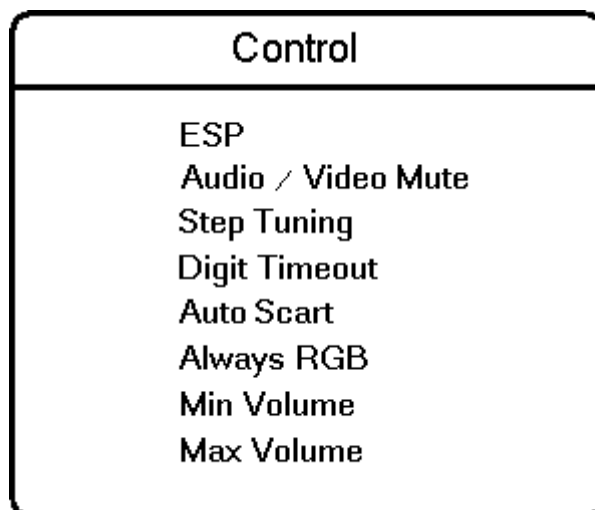 Control
ESP
Audio / Video Mute
Step Tuning
Digit Timeout
Auto Scart
Always RGB
Min Volume
Max Volume